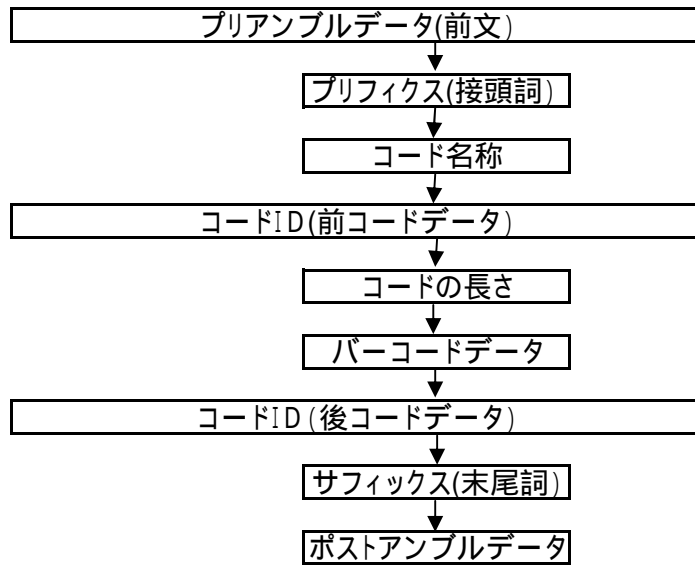 プリアンブルデータ(前文)
プリフィクス(接頭詞)
コード名称
コードID(前コードデータ)
コードの長さ
バーコードデータ
コードID(後コードデータ)
サフィックス(末尾詞)
ポストアンブルデータ